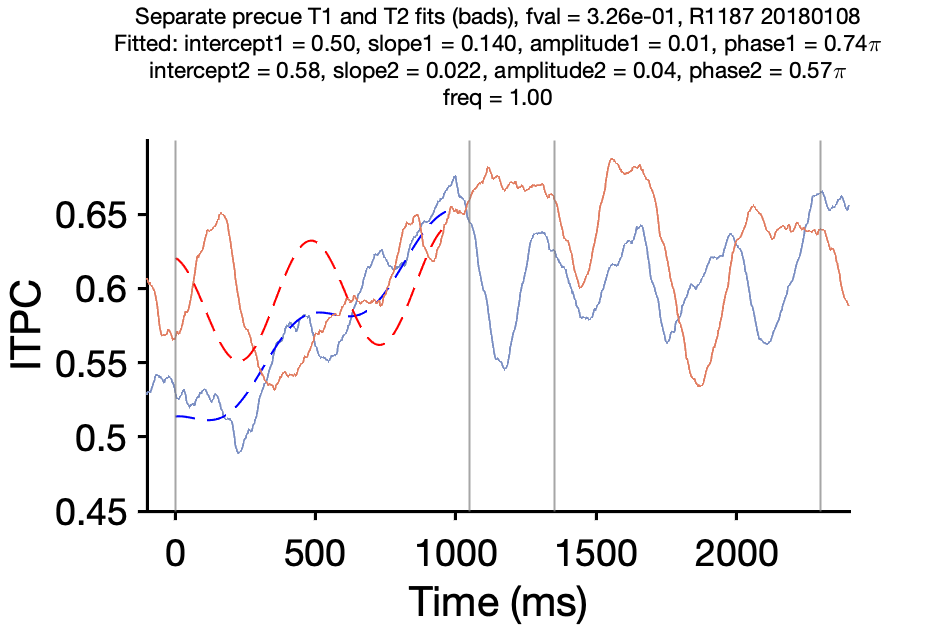 Separate precue T1 and T2 fits (bads), fval = 3.26e-01, R1187 20180108
Fitted: intercept1 = 0.50, slope1 = 0.140, amplitude1 = 0.01, phase1 = 0.74π
intercept2 = 0.58, slope2 = 0.022, amplitude2 = 0.04, phase2 = 0.57π
freq = 1.00
0.65
0.6
0.55
0.5
0.45
ITPC
0 500 1000 1500 2000
Time (ms)